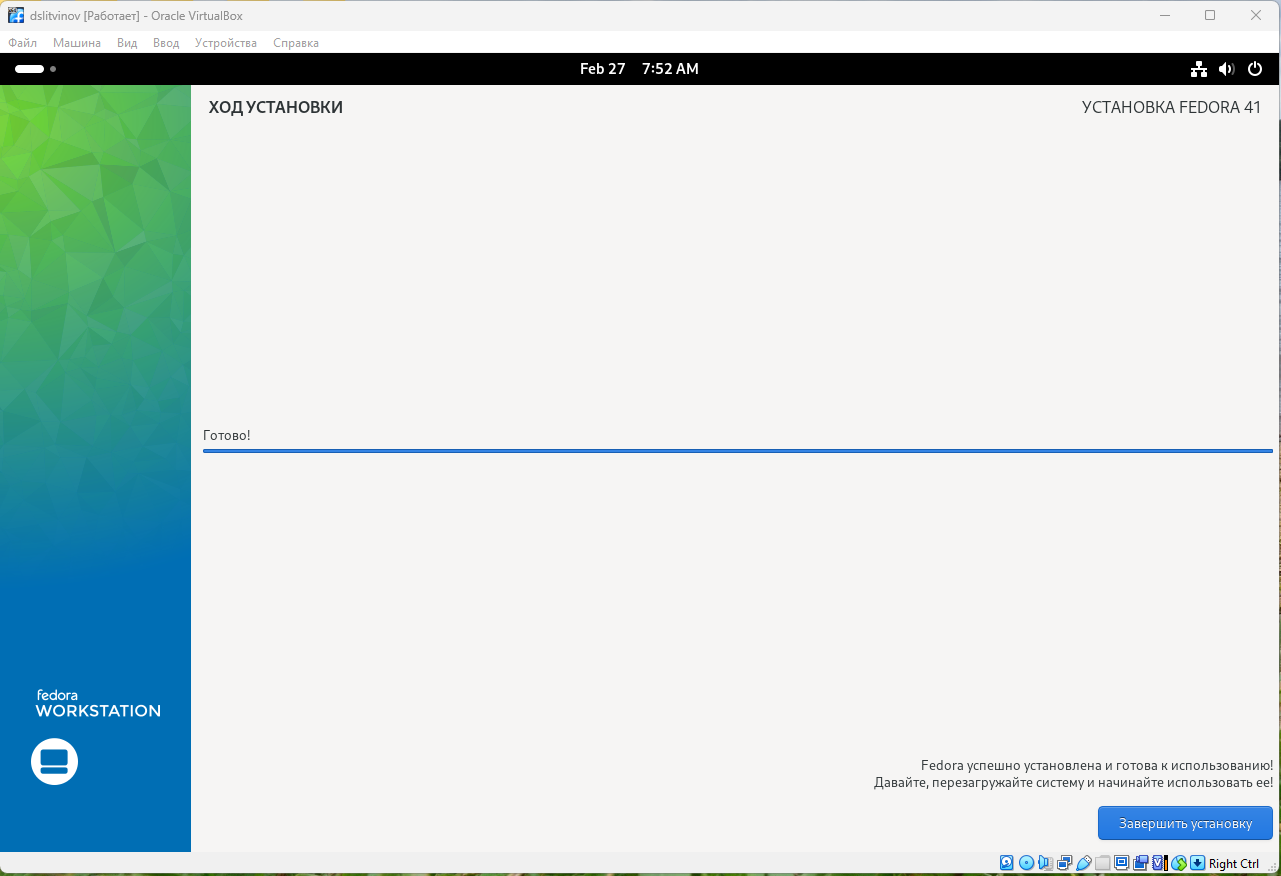 dslitvinov [Работает] - Oracle VirtualBox
Файл Машина Вид Ввод Устройства Справка
Feb 27 7:52 AM
ХОД УСТАНОВКИ
УСТАНОВКА FEDORA 41
Готово!
fedora
WORKSTATION
Fedora успешно установлена и готова к использованию!
Давайте, перезагружайте систему и начинайте использовать ее!
Завершить установку
Right Ctrl